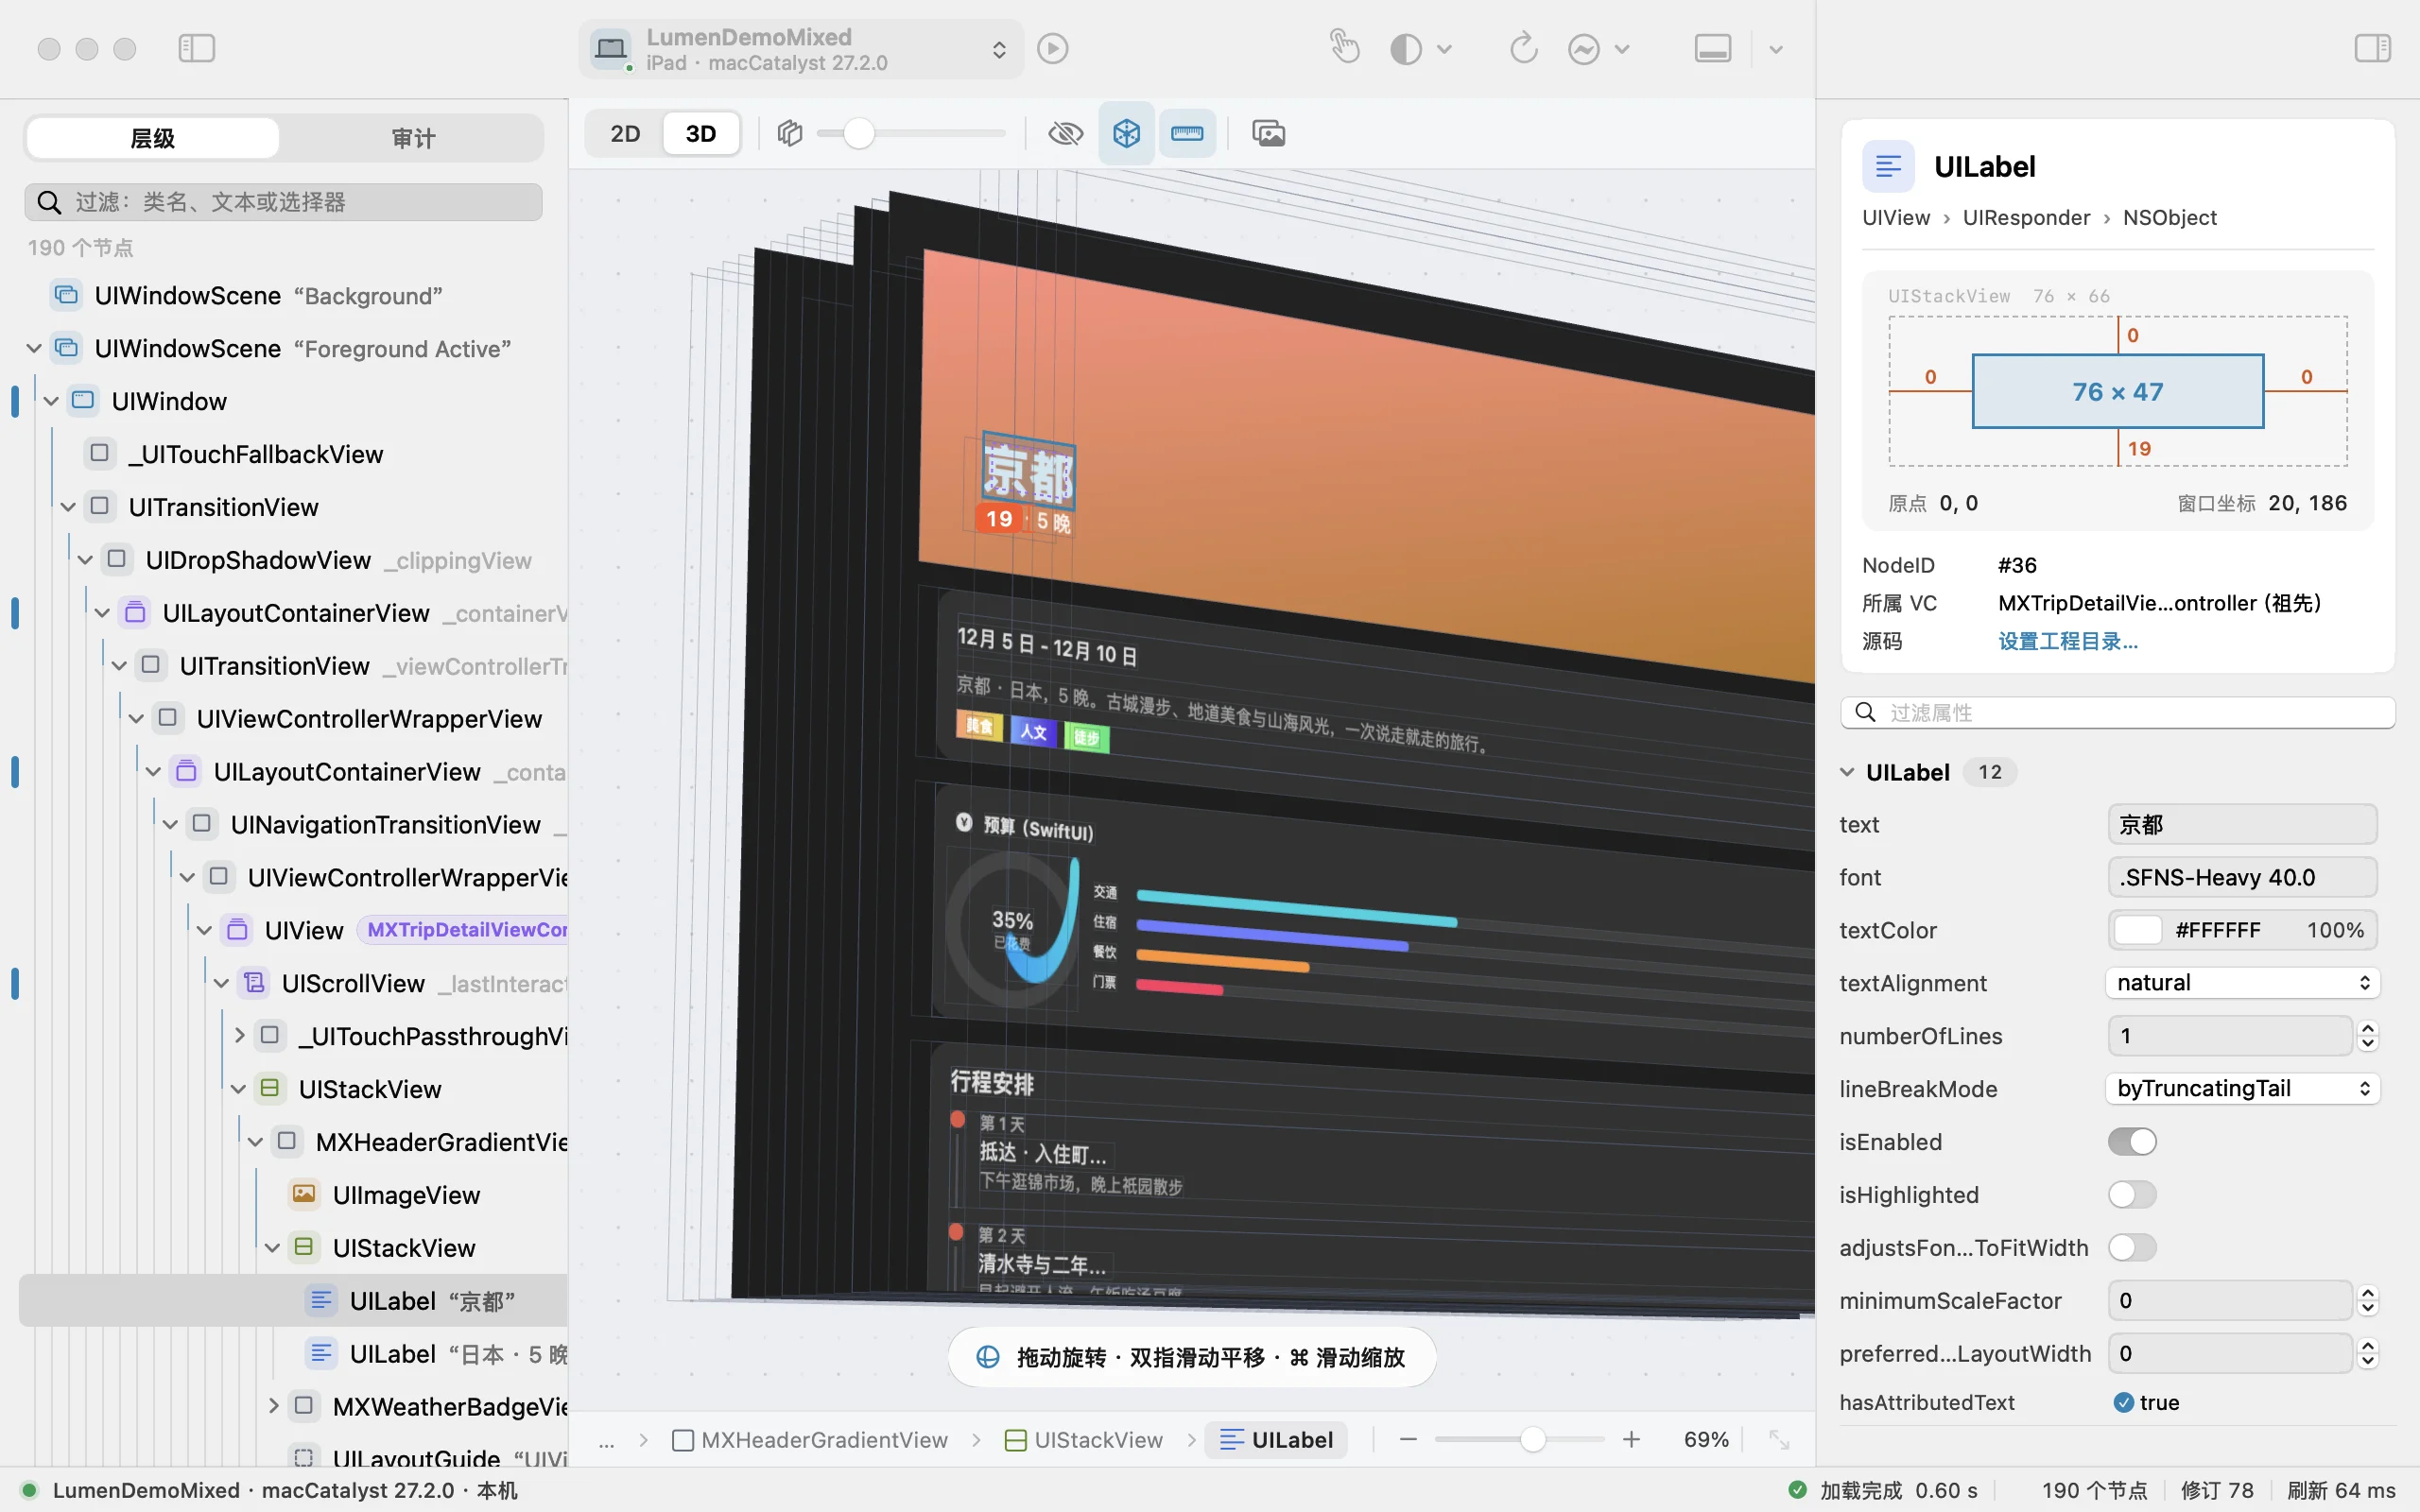 LumenDemoMixed
iPad · macCatalyst 27.2.0
层级
审计
过滤：类名、文本或选择器
190 个节点
UIWindowScene “Background”
UIWindowScene “Foreground Active”
UIWindow
_UITouchFallbackView
UITransitionView
UIDropShadowView _clippingView
UILayoutContainerView _containerV
UITransitionView _viewControllerTr
UIViewControllerWrapperView
UILayoutContainerView _conta
UINavigationTransitionView _
UIViewControllerWrapperVie
UIView MXTripDetailViewCor
UIScrollView _lastInteract
_UITouchPassthroughVi
UIStackView
MXHeaderGradientVie
UIImageView
UIStackView
UILabel “京都”
UILabel “日本 · 5 晚
MXWeatherBadgeVie
UILayoutGuide “UIVi
2D
3D
京都
19 · 5 晚
12月 5 日 - 12月 10 日
京都 · 日本，5 晚。古城漫步、地道美食与山海风光，一次说走就走的旅行。
美食 人文 徒步
¥ 预算 (SwiftUI)
35%
已花费
交通
住宿
餐饮
门票
行程安排
第 1 天
抵达 · 入住町...
下午逛锦市场，晚上祇园散步
第 2 天
清水寺与二年...
拖动旋转 · 双指滑动平移 · ⌘ 滑动缩放
... MXHeaderGradientView UIStackView UILabel
69%
UILabel
UIView › UIResponder › NSObject
UIStackView 76 × 66
0
0
76 × 47
0
19
原点 0, 0
窗口坐标 20, 186
NodeID #36
所属 VC MXTripDetailVie...ontroller (祖先)
源码 设置工程目录...
过滤属性
UILabel 12
text 京都
font .SFNS-Heavy 40.0
textColor #FFFFFF 100%
textAlignment natural
numberOfLines 1
lineBreakMode byTruncatingTail
isEnabled
isHighlighted
adjustsFon...ToFitWidth
minimumScaleFactor 0
preferred...LayoutWidth 0
hasAttributedText true
LumenDemoMixed · macCatalyst 27.2.0 · 本机
加载完成 0.60 s
190 个节点
修订 78
刷新 64 ms